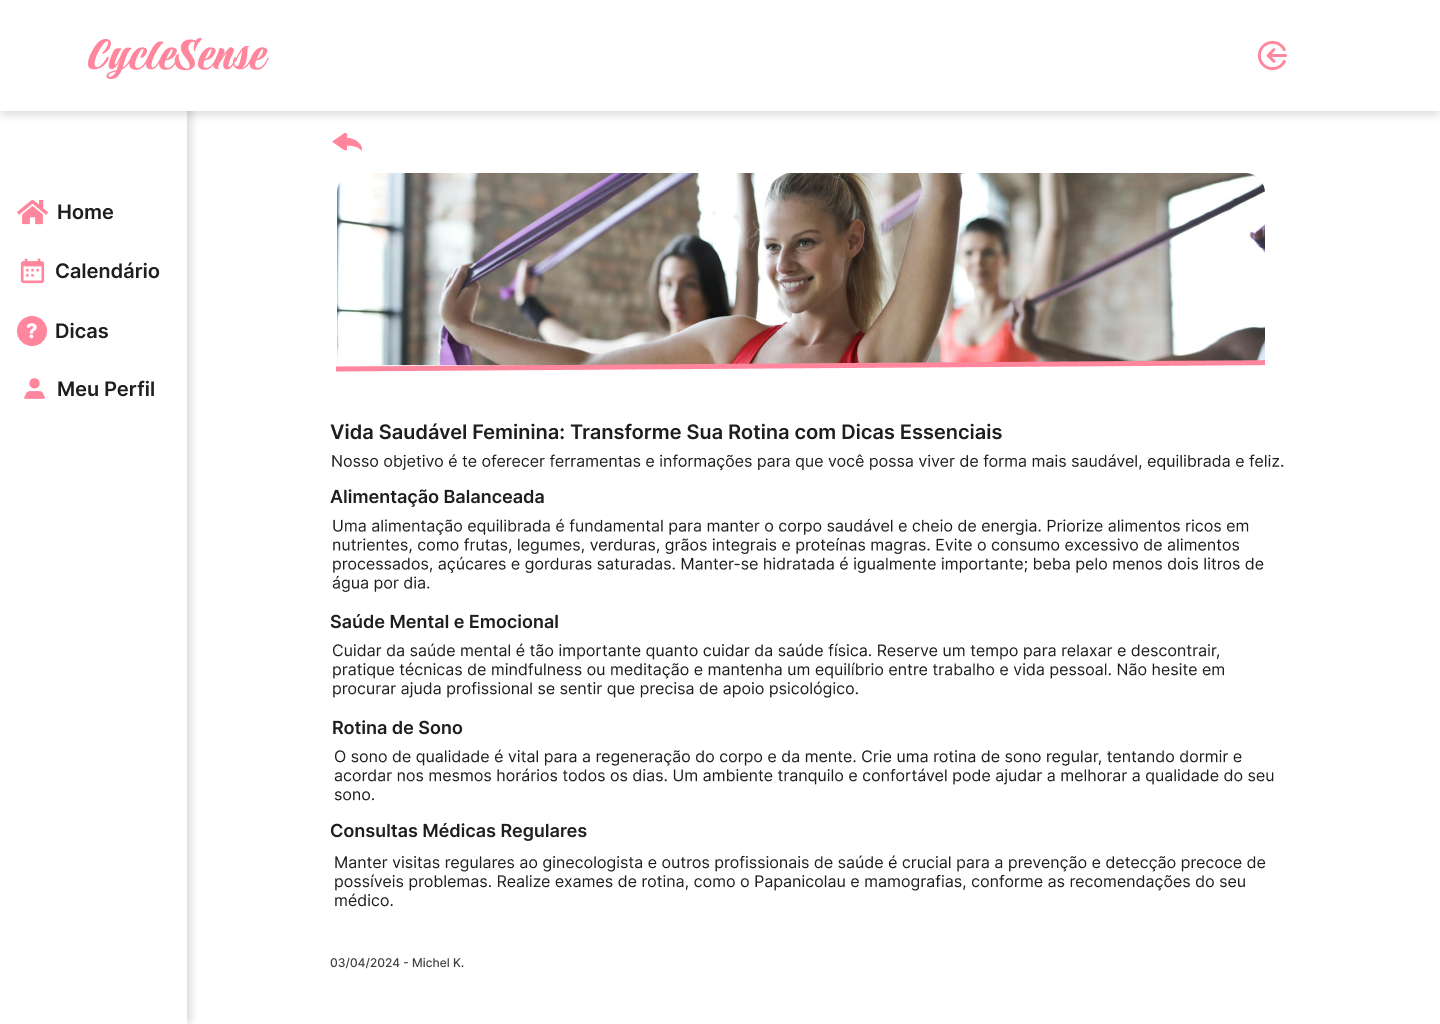 CycleSense
Home
Calendário
Dicas
Meu Perfil
Vida Saudável Feminina: Transforme Sua Rotina com Dicas Essenciais
Nosso objetivo é te oferecer ferramentas e informações para que você possa viver de forma mais saudável, equilibrada e feliz.
Alimentação Balanceada
Uma alimentação equilibrada é fundamental para manter o corpo saudável e cheio de energia. Priorize alimentos ricos em
nutrientes, como frutas, legumes, verduras, grãos integrais e proteínas magras. Evite o consumo excessivo de alimentos
processados, açúcares e gorduras saturadas. Manter-se hidratada é igualmente importante; beba pelo menos dois litros de
água por dia.
Saúde Mental e Emocional
Cuidar da saúde mental é tão importante quanto cuidar da saúde física. Reserve um tempo para relaxar e descontrair,
pratique técnicas de mindfulness ou meditação e mantenha um equilíbrio entre trabalho e vida pessoal. Não hesite em
procurar ajuda profissional se sentir que precisa de apoio psicológico.
Rotina de Sono
O sono de qualidade é vital para a regeneração do corpo e da mente. Crie uma rotina de sono regular, tentando dormir e
acordar nos mesmos horários todos os dias. Um ambiente tranquilo e confortável pode ajudar a melhorar a qualidade do seu
sono.
Consultas Médicas Regulares
Manter visitas regulares ao ginecologista e outros profissionais de saúde é crucial para a prevenção e detecção precoce de
possíveis problemas. Realize exames de rotina, como o Papanicolau e mamografias, conforme as recomendações do seu
médico.
03/04/2024 - Michel K.